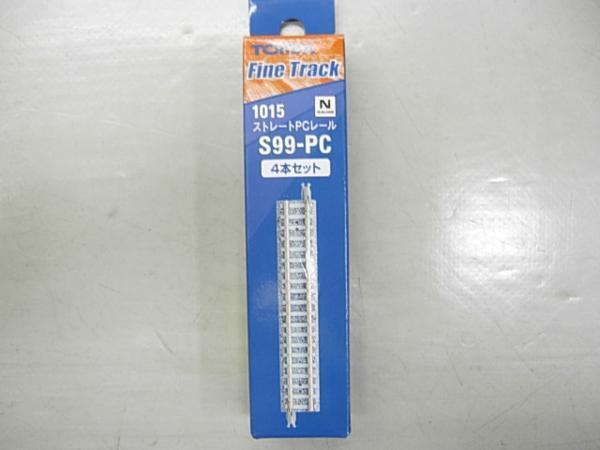 TOMIX
Fine Track
1015
N
ストレートPCレール
S99-PC
4本セット